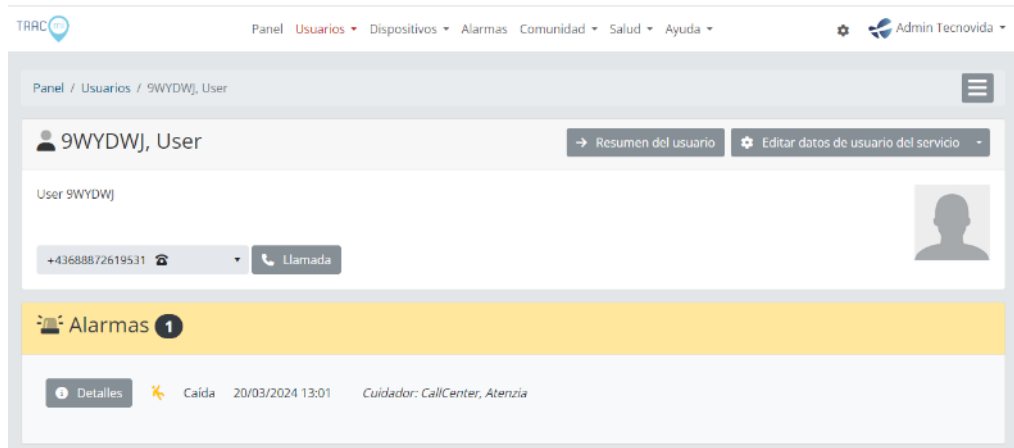 TRAC
Panel Usuarios Dispositivos Alarmas Comunidad Salud Ayuda Admin Tecnovida
Panel / Usuarios / 9WYDWJ, User
9WYDWJ, User Resumen del usuario Editar datos de usuario del servicio
User 9WYDWJ
+43688872619531 Llamada
Alarmas 1
Detalles Caída 20/03/2024 13:01 Cuidador: CallCenter, Atenzia